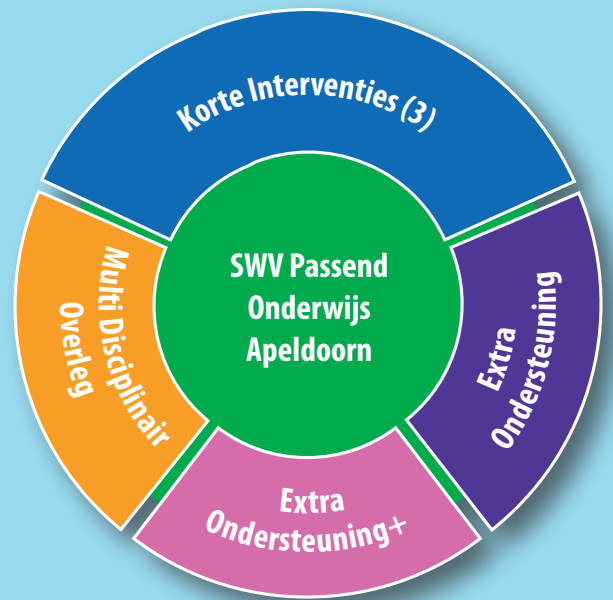 Korte Interventies (3)
SWV Passend
Onderwijs
Apeldoorn
Extra
Ondersteuning
Extra
Ondersteuning+
Multi Disciplinair
Overleg